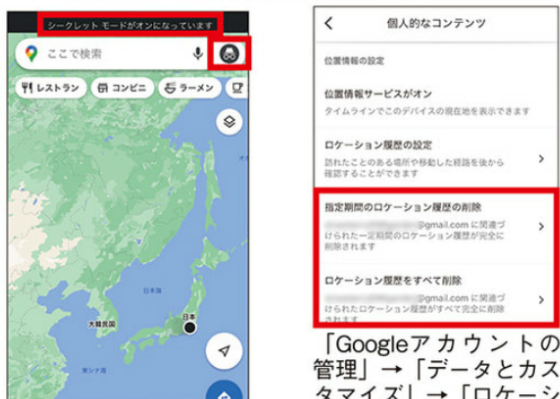 シークレット モードがオンになっています
ここで検索
レストラン
コンビニ
ラーメン
日本海
大韓民国
日本
東シナ海
個人的なコンテンツ
位置情報の設定
位置情報サービスがオン
タイムラインでこのデバイスの現在地を表示できます
ロケーション履歴の設定
訪れたことのある場所や移動した経路を後から
確認することができます
指定期間のロケーション履歴の削除
@gmail.com に関連づ
けられた一定期間のロケーション履歴が完全に
削除されます
ロケーション履歴をすべて削除
@gmail.com に関連づ
けられたロケーション履歴がすべて完全に削除
されます
「Googleアカウントの
管理」→「データとカス
タマイズ」→「ロケーシ